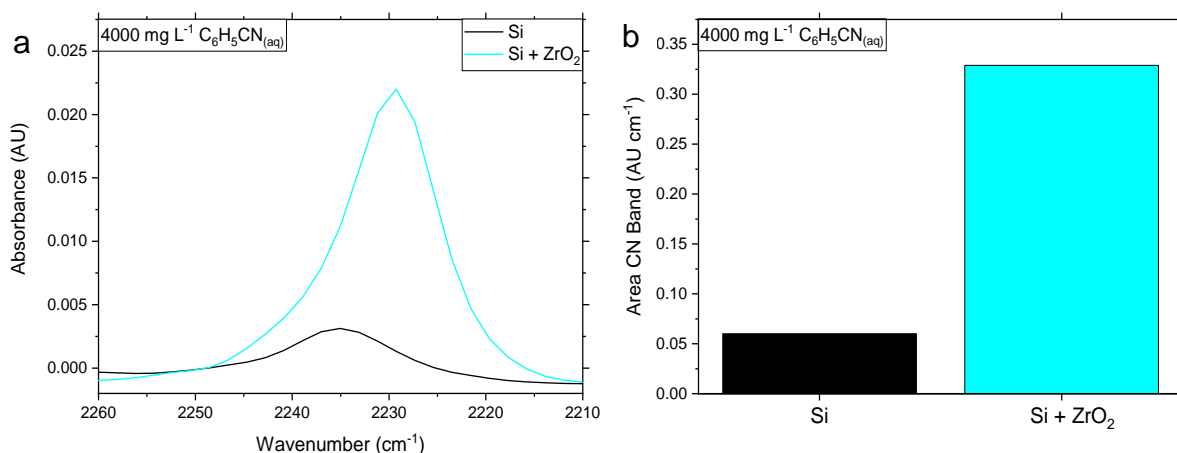 a
4000 mg L⁻¹ C₆H₅CN₍aq₎
Si
Si + ZrO₂
0.025
0.020
0.015
0.010
0.005
0.000
Absorbance (AU)
2260
2250
2240
2230
2220
2210
Wavenumber (cm⁻¹)
b
4000 mg L⁻¹ C₆H₅CN₍aq₎
0.35
0.30
0.25
0.20
0.15
0.10
0.05
0.00
Area CN Band (AU cm⁻¹)
Si
Si + ZrO₂